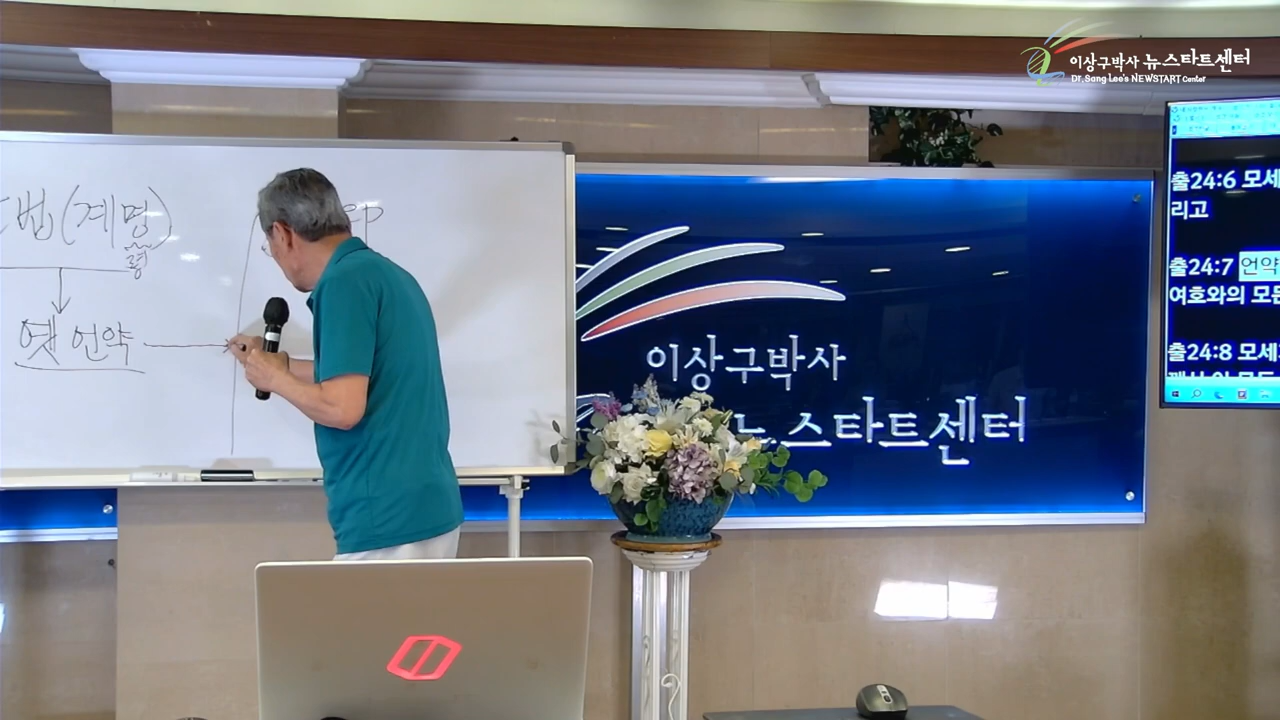 이상구박사 뉴스타트센터
Dr. Sang Lee's NEWSTART Center
법(계명)
령
옛 언약
이상구박사
뉴스타트센터
출24:6 모세
리고
출24:7 언약
여호와의 모든
출24:8 모세